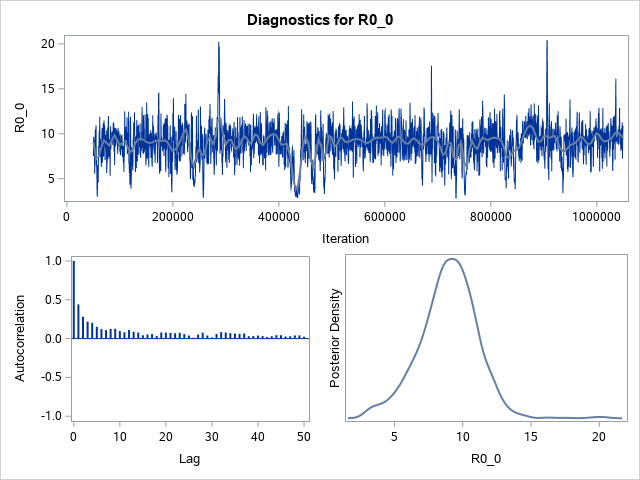 Diagnostics for R0_0
R0_0
20
15
10
5
0 200000 400000 600000 800000 1000000
Iteration
Autocorrelation
1.0
0.5
0.0
-0.5
-1.0
0 10 20 30 40 50
Lag
Posterior Density
5 10 15 20
R0_0